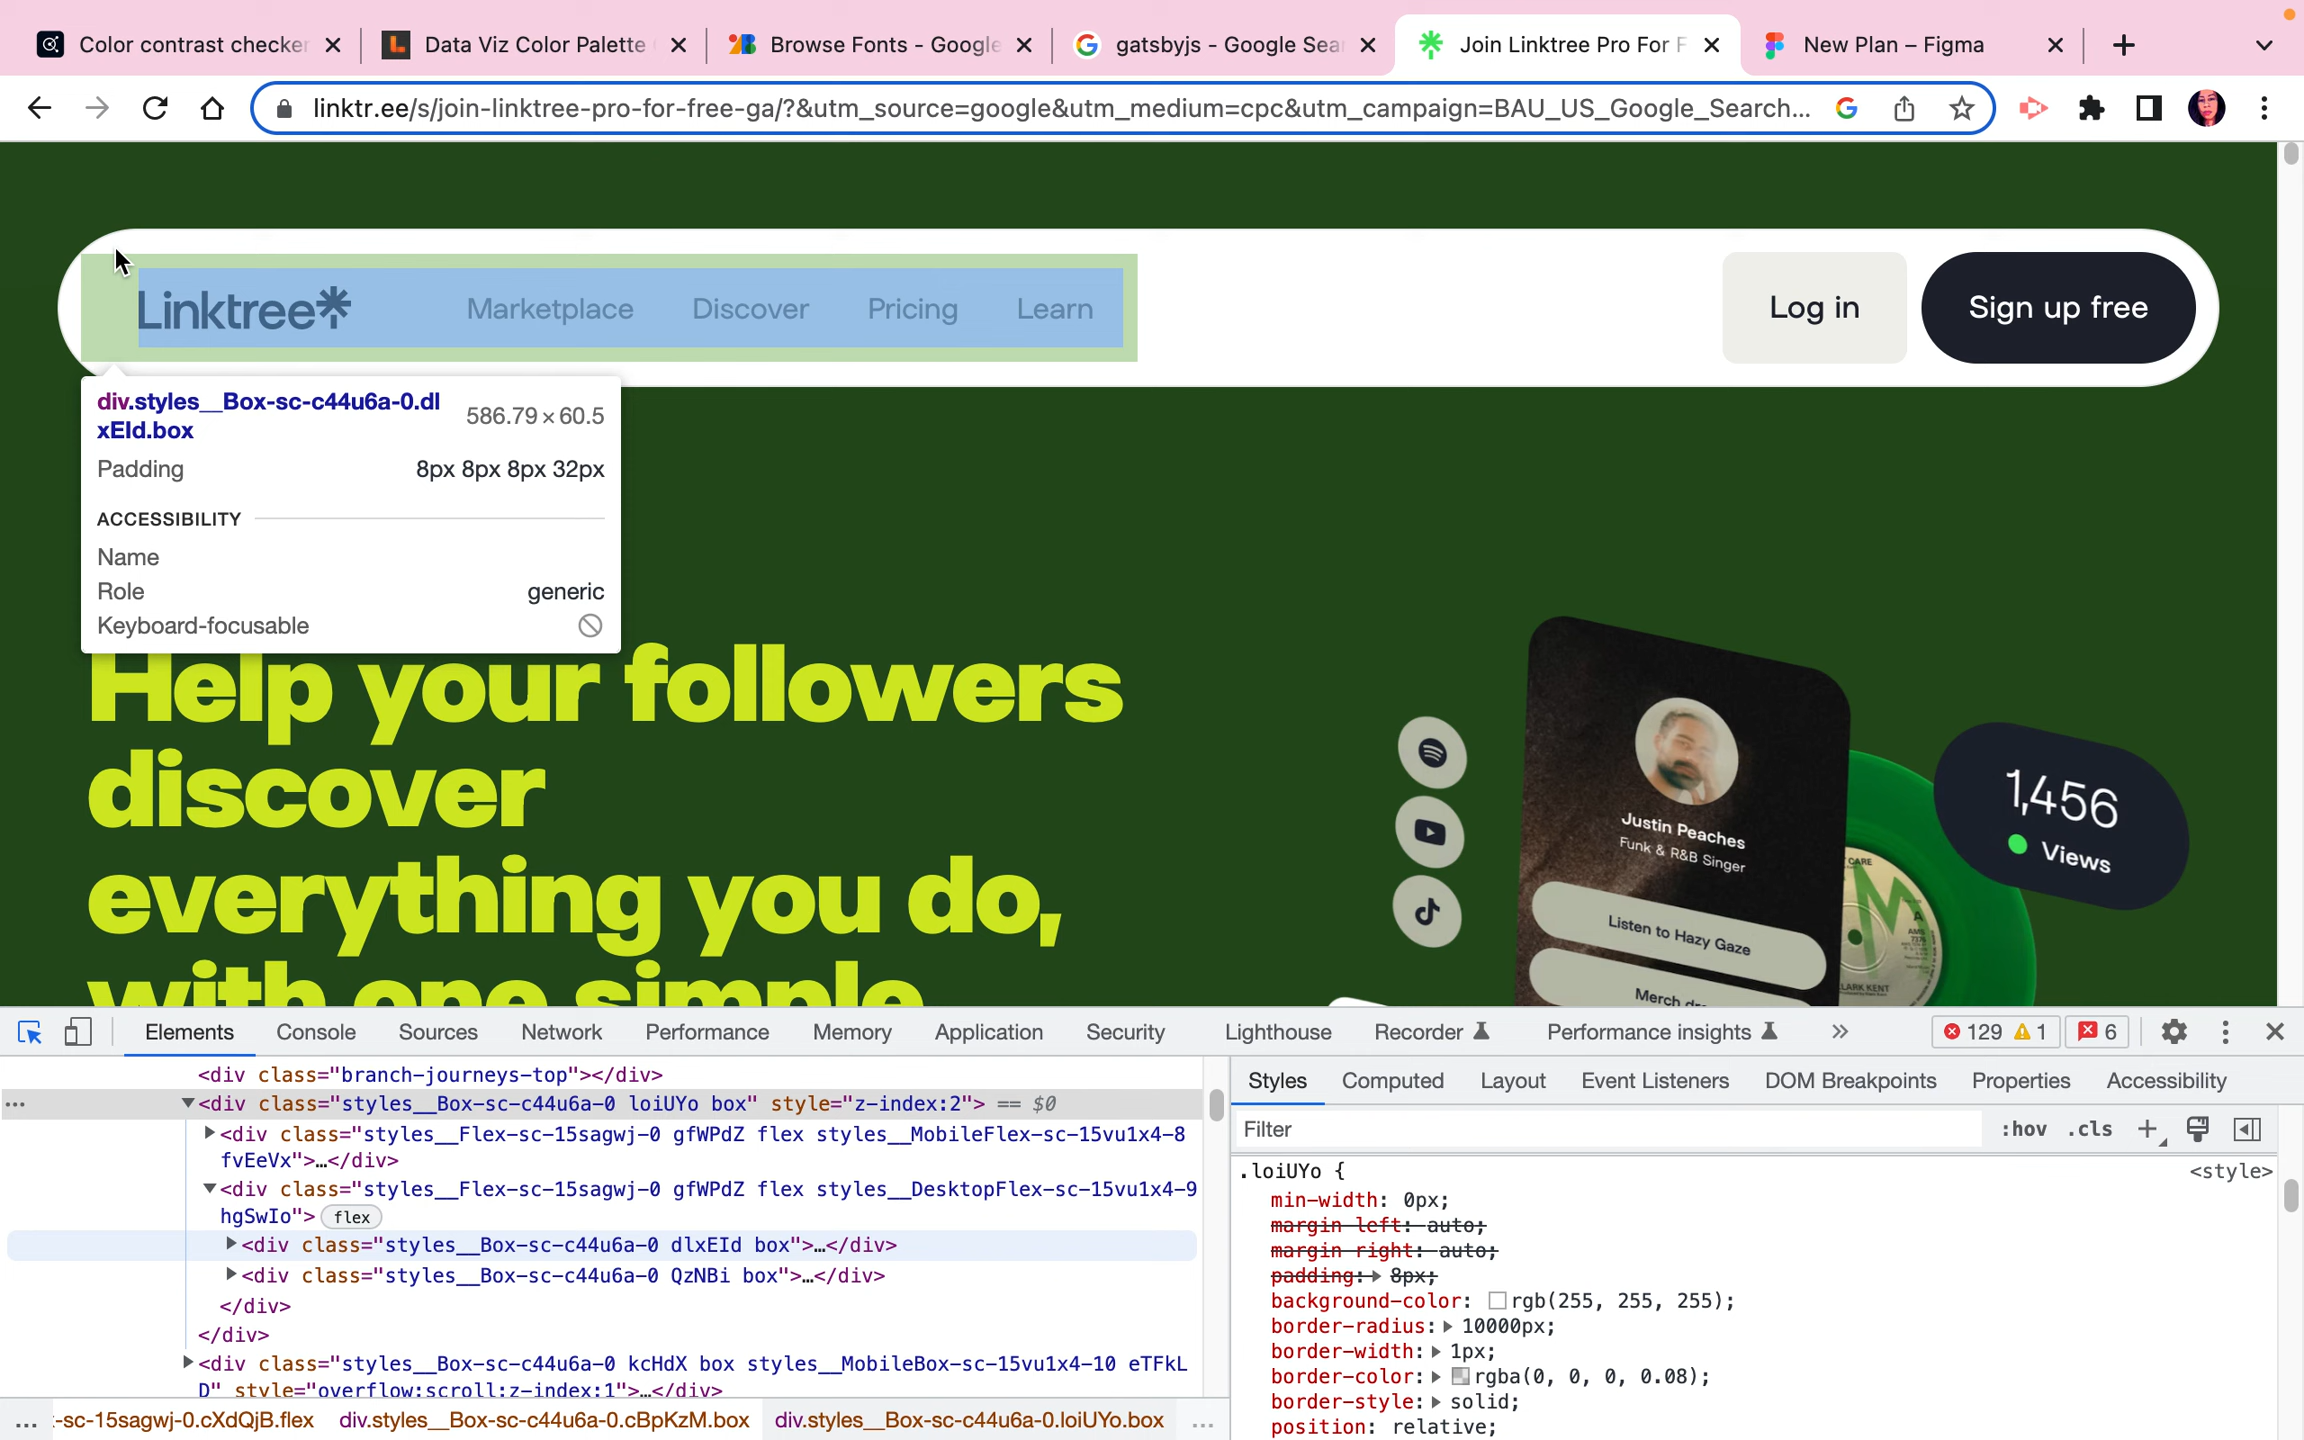 Color contrast checker
Data Viz Color Palette
Browse Fonts - Google
gatsbyjs - Google Sear
Join Linktree Pro For F
New Plan – Figma
linktr.ee/s/join-linktree-pro-for-free-ga/?&utm_source=google&utm_medium=cpc&utm_campaign=BAU_US_Google_Search...
Linktree* Marketplace Discover Pricing Learn Log in Sign up free
div.styles__Box-sc-c44u6a-0.dl
xEId.box
586.79 × 60.5
Padding 8px 8px 8px 32px
ACCESSIBILITY
Name
Role generic
Keyboard-focusable
Help your followers
discover
everything you do,
with one simple
Justin Peaches
Funk & R&B Singer
Listen to Hazy Gaze
Merch dr
1,456
Views
CARE
CLARK KENT
Elements Console Sources Network Performance Memory Application Security Lighthouse Recorder Performance insights 129 1 6
<div class="branch-journeys-top"></div>
<div class="styles__Box-sc-c44u6a-0 loiUYo box" style="z-index:2"> == $0
<div class="styles__Flex-sc-15sagwj-0 gfWPdZ flex styles__MobileFlex-sc-15vu1x4-8
fvEeVx">…</div>
<div class="styles__Flex-sc-15sagwj-0 gfWPdZ flex styles__DesktopFlex-sc-15vu1x4-9
hgSwIo"> flex
<div class="styles__Box-sc-c44u6a-0 dlxEId box">…</div>
<div class="styles__Box-sc-c44u6a-0 QzNBi box">…</div>
</div>
</div>
<div class="styles__Box-sc-c44u6a-0 kcHdX box styles__MobileBox-sc-15vu1x4-10 eTFkL
D" style="overflow:scroll;z-index:1">…</div>
... -sc-15sagwj-0.cXdQjB.flex div.styles__Box-sc-c44u6a-0.cBpKzM.box div.styles__Box-sc-c44u6a-0.loiUYo.box ...
Styles Computed Layout Event Listeners DOM Breakpoints Properties Accessibility
Filter :hov .cls +
.loiUYo { <style>
min-width: 0px;
margin-left: auto;
margin-right: auto;
padding: 8px;
background-color: rgb(255, 255, 255);
border-radius: 10000px;
border-width: 1px;
border-color: rgba(0, 0, 0, 0.08);
border-style: solid;
position: relative;